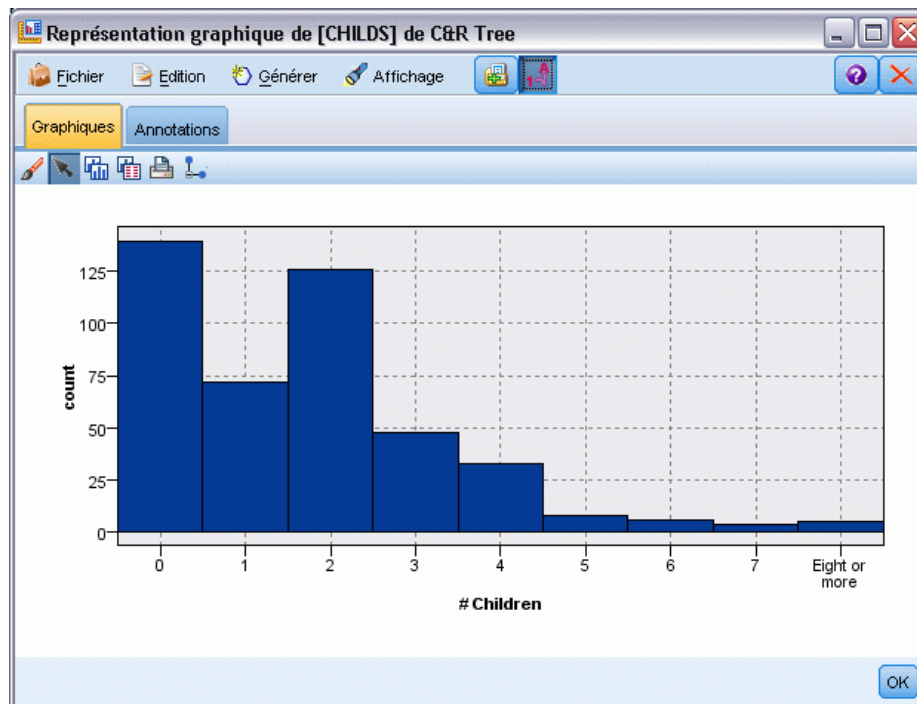 Représentation graphique de [CHILDS] de C&R Tree
Fichier Edition Générer Affichage
Graphiques Annotations
125
100
75
50
25
0
count
0 1 2 3 4 5 6 7 Eight or
more
# Children
OK